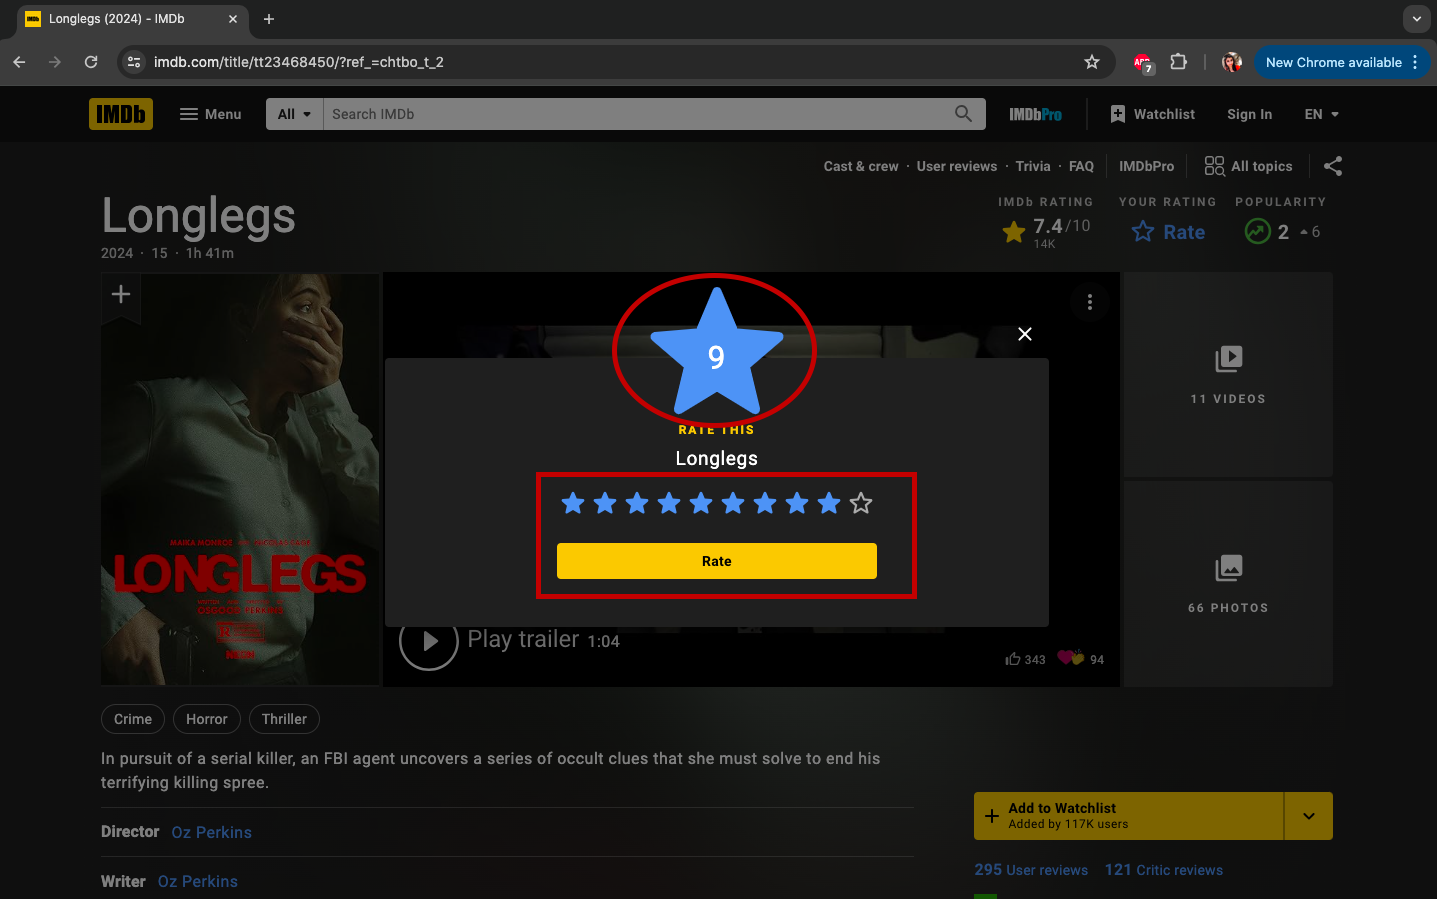 Longlegs (2024) - IMDb
imdb.com/title/tt23468450/?ref_=chtbo_t_2
7
New Chrome available
IMDb
Menu
All
Search IMDb
IMDbPro
Watchlist
Sign In
EN
Cast & crew · User reviews · Trivia · FAQ
IMDbPro
All topics
Longlegs
2024 · 15 · 1h 41m
IMDb RATING
7.4/10
14K
YOUR RATING
Rate
POPULARITY
2
6
9
RATE THIS
Longlegs
Rate
MAIKA MONROE
LONGLEGS
OSGOOD PERKINS
R
Play trailer 1:04
343
94
11 VIDEOS
66 PHOTOS
Crime
Horror
Thriller
In pursuit of a serial killer, an FBI agent uncovers a series of occult clues that she must solve to end his
terrifying killing spree.
Director Oz Perkins
Writer Oz Perkins
Add to Watchlist
Added by 117K users
295 User reviews
121 Critic reviews